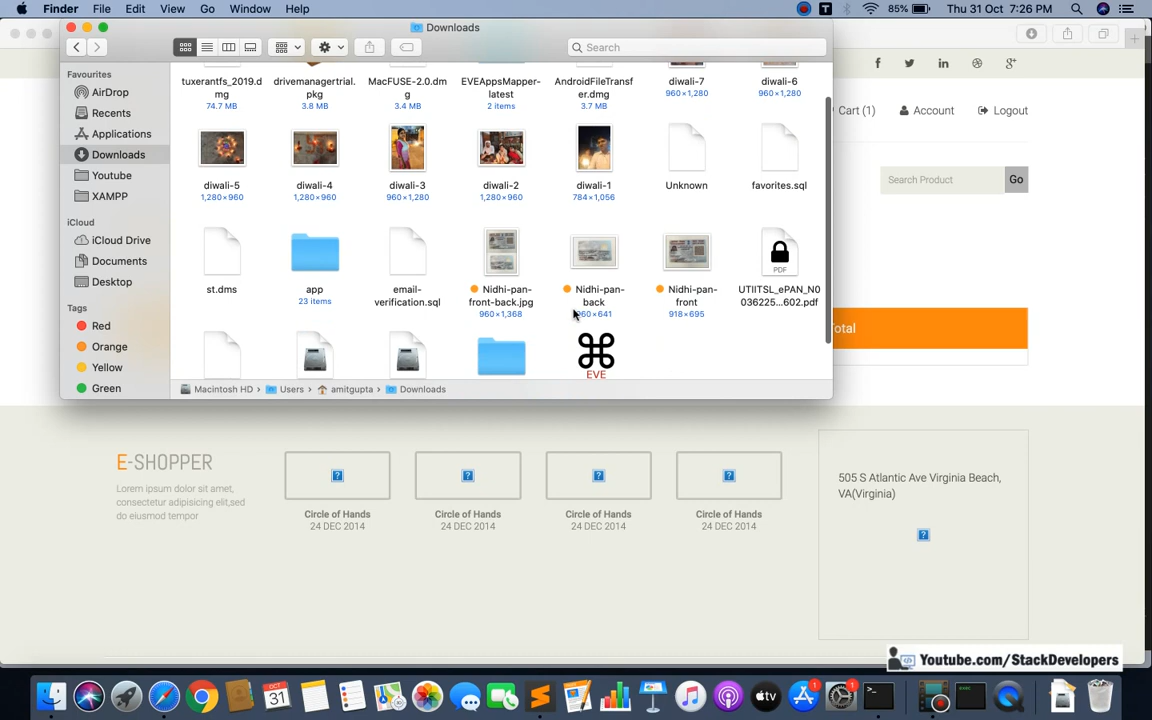 Finder File Edit View Go Window Help
85% Thu 31 Oct 7:26 PM
Downloads
Search
Favourites
AirDrop
Recents
Applications
Downloads
Youtube
XAMPP
iCloud
iCloud Drive
Documents
Desktop
Tags
Red
Orange
Yellow
Green
tuxerantfs_2019.d
mg
74.7 MB
drivemanagertrial.
pkg
3.8 MB
MacFUSE-2.0.dm
g
3.4 MB
EVEAppsMapper-
latest
2 items
AndroidFileTransf
er.dmg
3.7 MB
diwali-7
960×1,280
diwali-6
960×1,280
diwali-5
1,280×960
diwali-4
1,280×960
diwali-3
960×1,280
diwali-2
1,280×960
diwali-1
784×1,056
Unknown
favorites.sql
st.dms
app
23 items
email-
verification.sql
Nidhi-pan-
front-back.jpg
960×1,368
Nidhi-pan-
back
960×641
Nidhi-pan-
front
918×695
PDF
UTIITSL_ePAN_N0
036225...602.pdf
EVE
Macintosh HD › Users › amitgupta › Downloads
Cart (1) Account Logout
Search Product Go
Total
E-SHOPPER
Lorem ipsum dolor sit amet,
consectetur adipisicing elit,sed
do eiusmod tempor
Circle of Hands
24 DEC 2014
Circle of Hands
24 DEC 2014
Circle of Hands
24 DEC 2014
Circle of Hands
24 DEC 2014
505 S Atlantic Ave Virginia Beach,
VA(Virginia)
Youtube.com/StackDevelopers